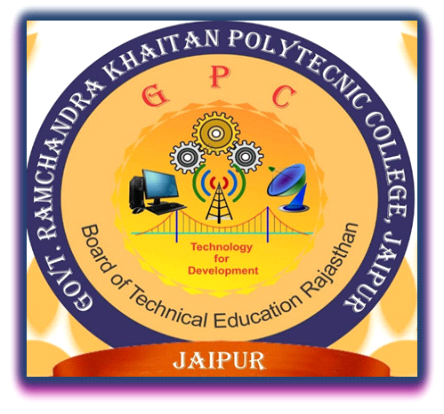 GOVT. RAMCHANDRA KHAITAN POLYTECNIC COLLEGE, JAIPUR
G P C
Technology
for
Development
Board of Technical Education Rajasthan
JAIPUR